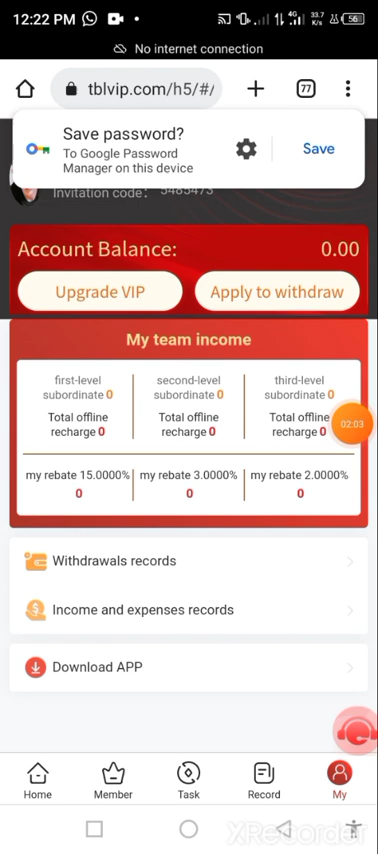 12:22 PM 4G 33.7 K/s 56
No internet connection
tblvip.com/h5/#/ 77
Save password?
To Google Password
Manager on this device
Save
Invitation code: 5485473
Account Balance: 0.00
Upgrade VIP Apply to withdraw
My team income
first-level second-level third-level
subordinate 0 subordinate 0 subordinate 0
Total offline Total offline Total offline
recharge 0 recharge 0 recharge 0
02:03
my rebate 15.0000% my rebate 3.0000% my rebate 2.0000%
0 0 0
Withdrawals records
Income and expenses records
Download APP
Home Member Task Record My
XRecorder